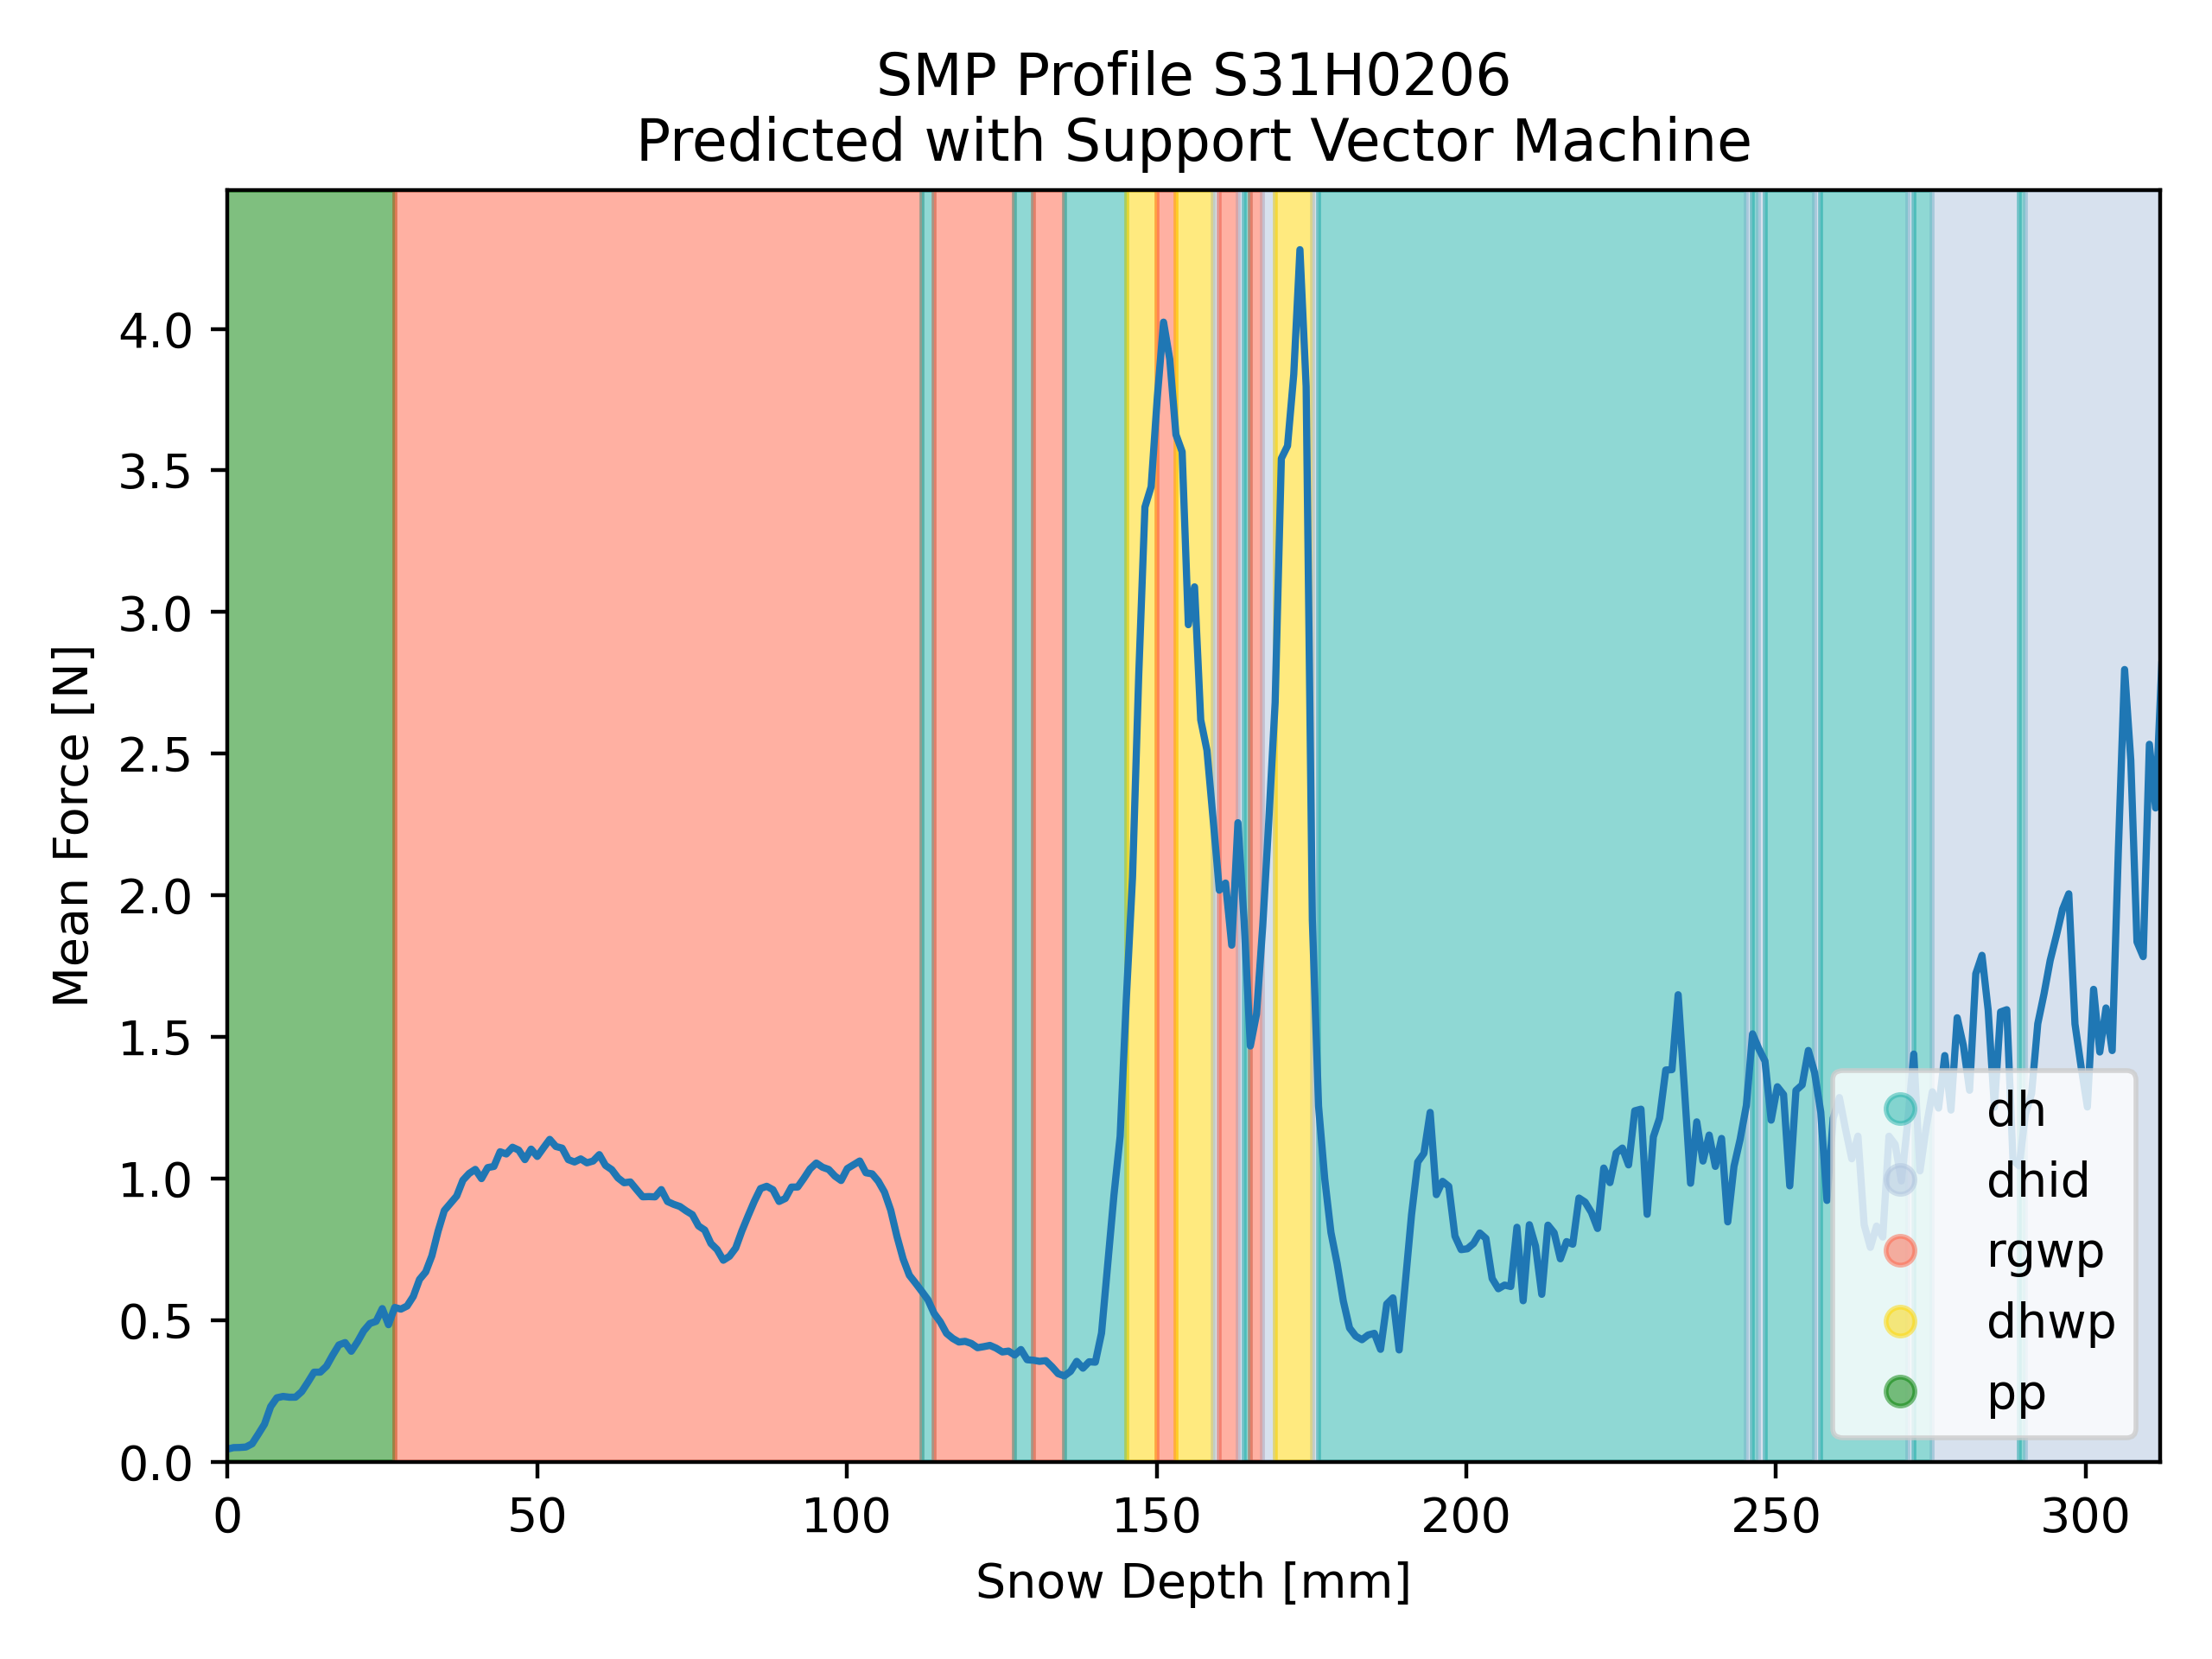 SMP Profile S31H0206
Predicted with Support Vector Machine
Mean Force [N]
4.0
3.5
3.0
2.5
2.0
1.5
1.0
0.5
0.0
0 50 100 150 200 250 300
Snow Depth [mm]
dh
dhid
rgwp
dhwp
pp